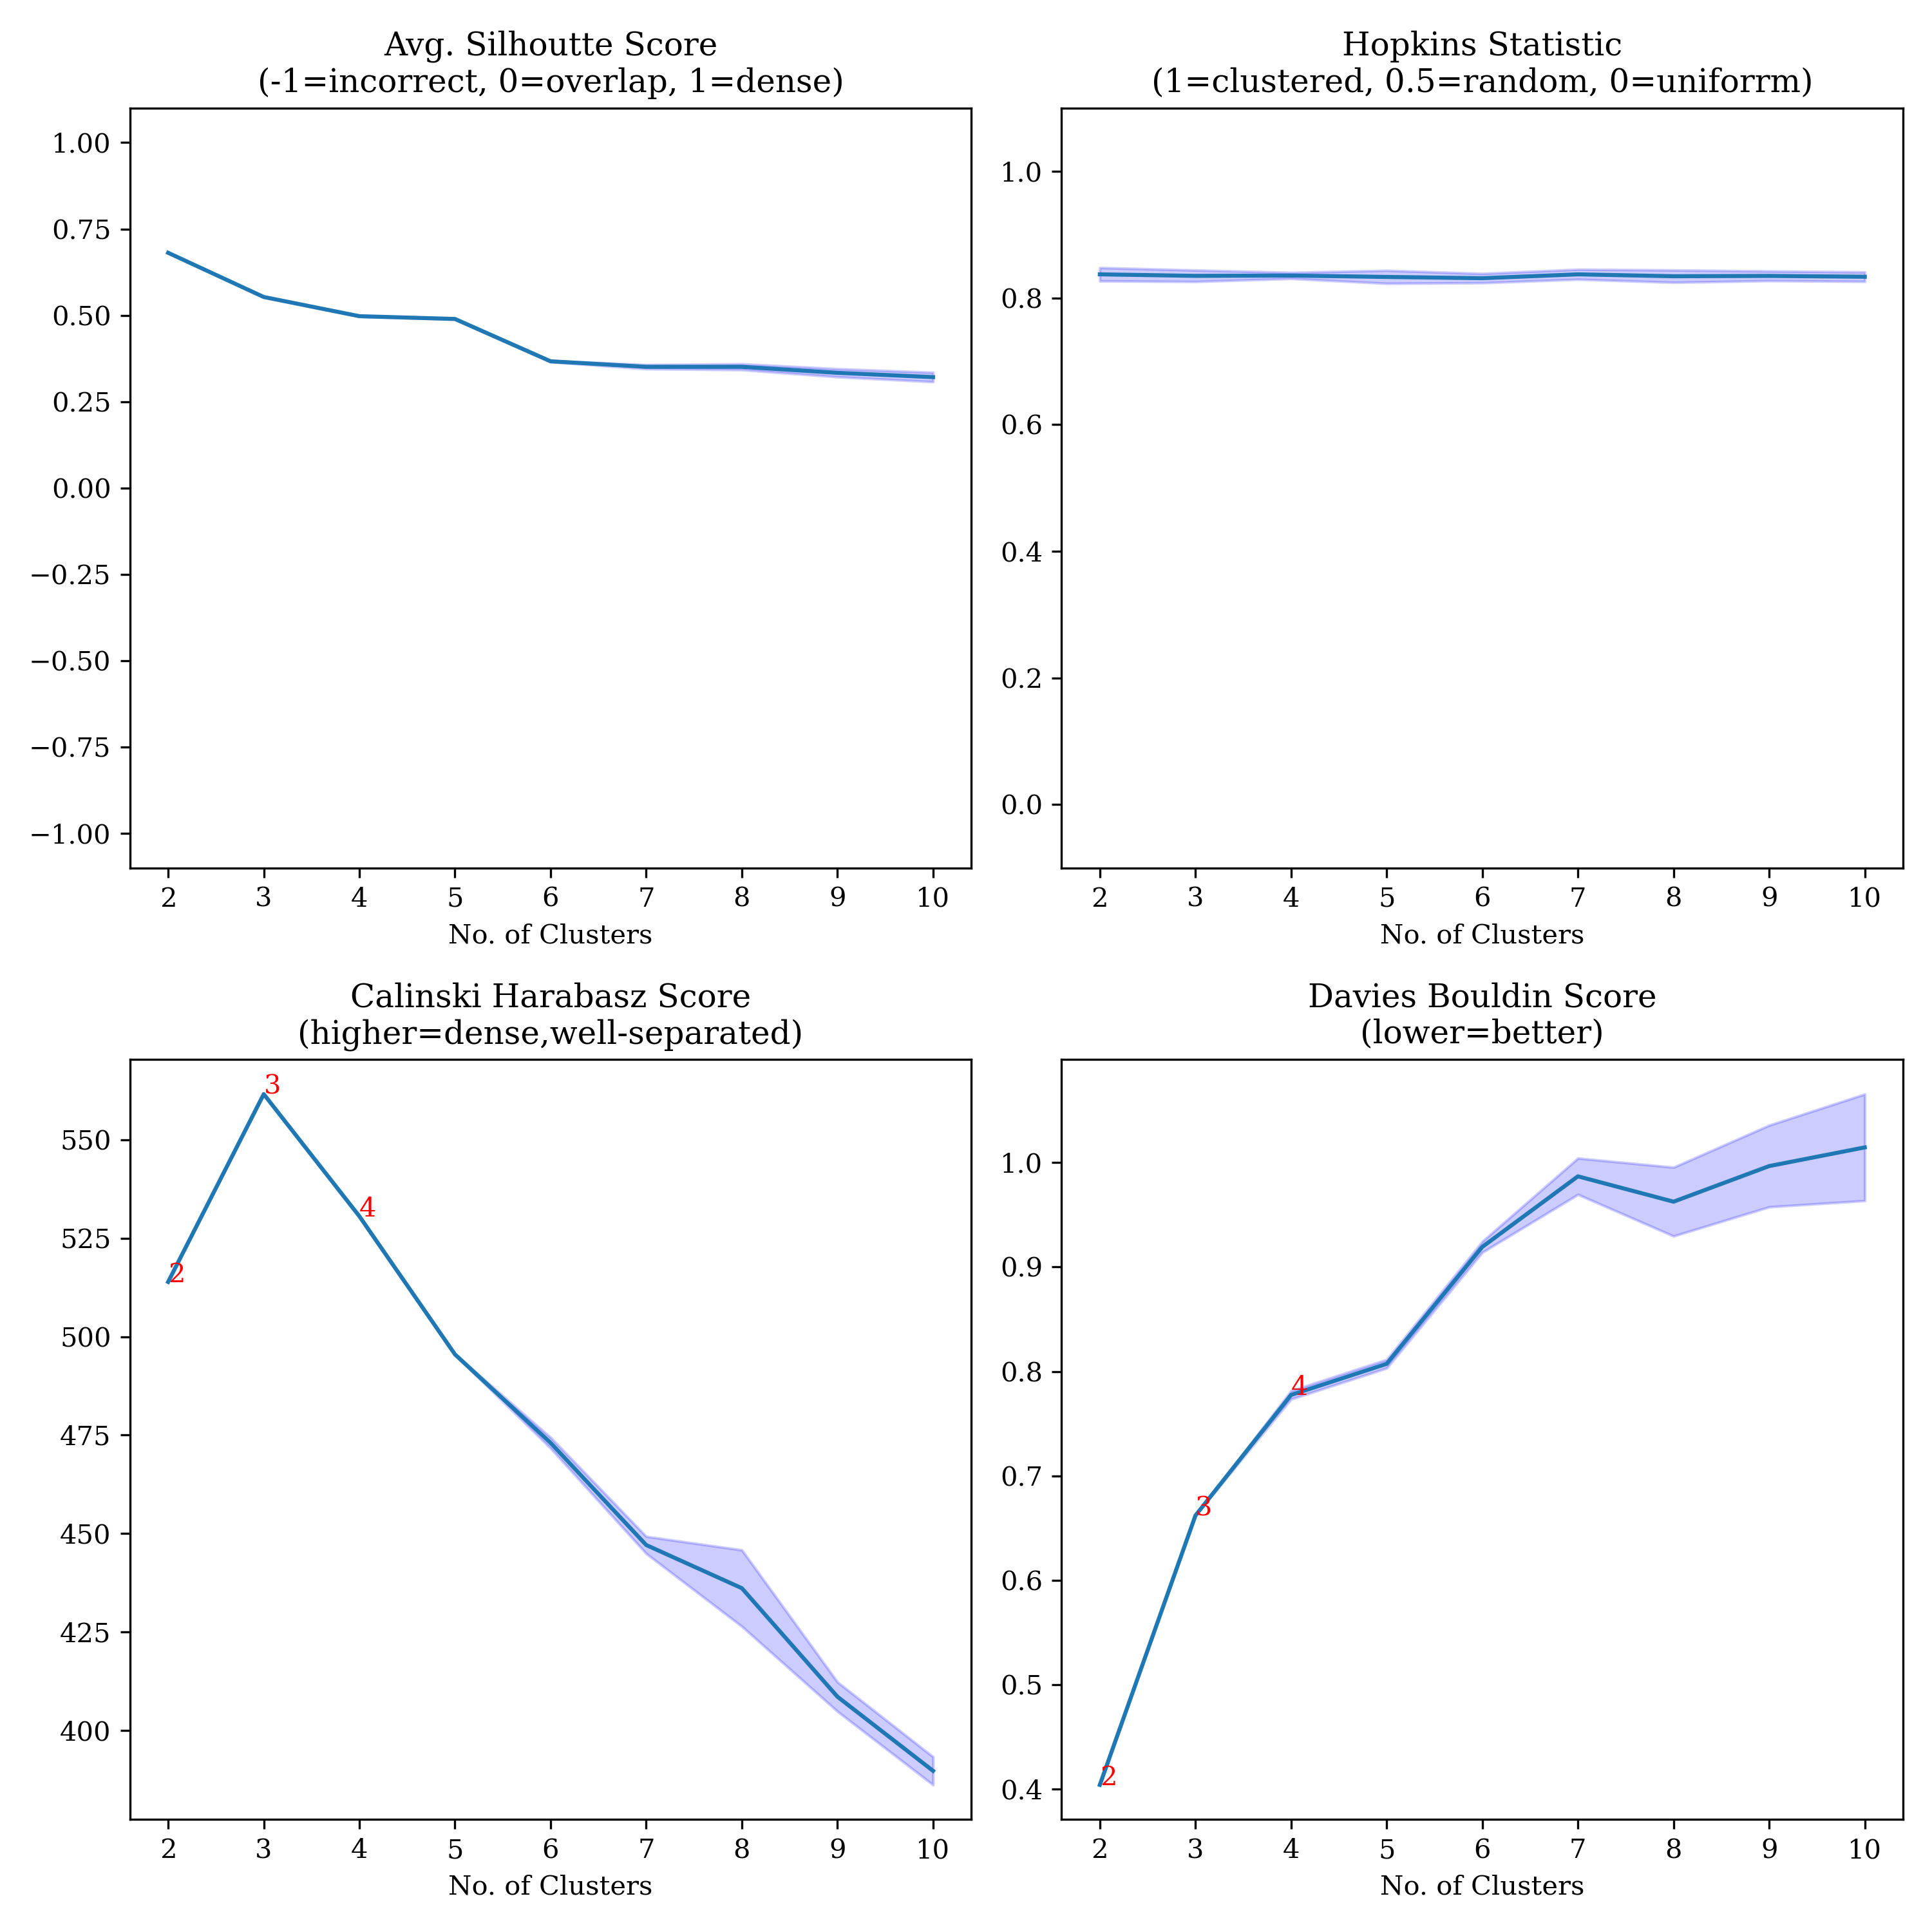 Avg. Silhoutte Score
(-1=incorrect, 0=overlap, 1=dense)
1.00
0.75
0.50
0.25
0.00
−0.25
−0.50
−0.75
−1.00
2 3 4 5 6 7 8 9 10
No. of Clusters
Hopkins Statistic
(1=clustered, 0.5=random, 0=uniforrm)
1.0
0.8
0.6
0.4
0.2
0.0
2 3 4 5 6 7 8 9 10
No. of Clusters
Calinski Harabasz Score
(higher=dense,well-separated)
3
550
4
525
2
500
475
450
425
400
2 3 4 5 6 7 8 9 10
No. of Clusters
Davies Bouldin Score
(lower=better)
1.0
0.9
0.8
4
0.7
3
0.6
0.5
2
0.4
2 3 4 5 6 7 8 9 10
No. of Clusters